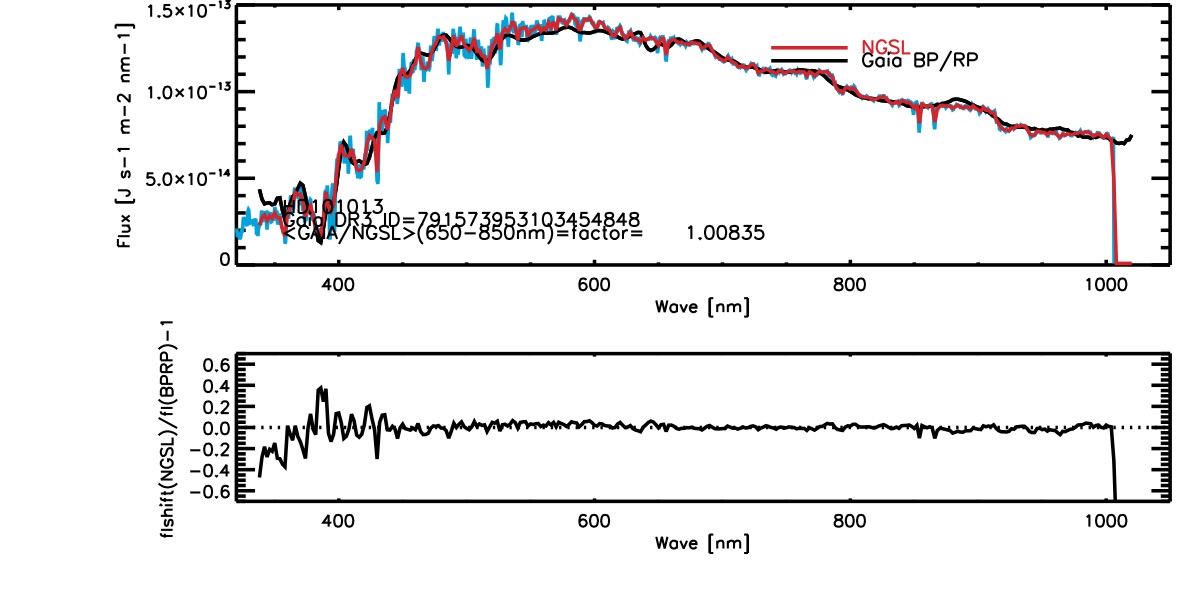 1.5×10⁻¹³
1.0×10⁻¹³
5.0×10⁻¹⁴
0
Flux [J s−1 m−2 nm−1]
NGSL
Gaia BP/RP
HD101013
Gaia DR3 ID=791573953103454848
<GAIA/NGSL>(650−850nm)=factor= 1.00835
400 600 800 1000
Wave [nm]
flshift(NGSL)/fl(BPRP)−1
0.6
0.4
0.2
0.0
−0.2
−0.4
−0.6
400 600 800 1000
Wave [nm]